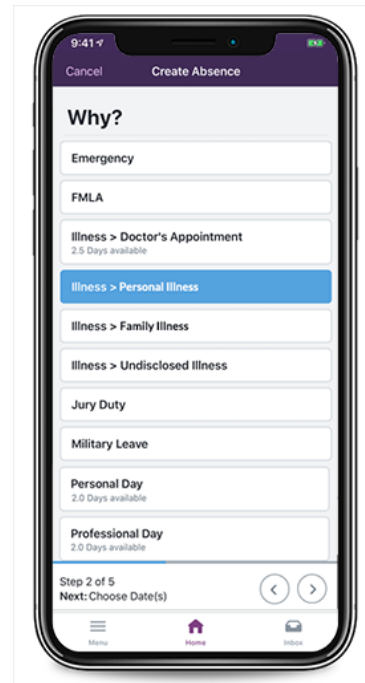 9:41
Cancel Create Absence
Why?
Emergency
FMLA
Illness > Doctor's Appointment
2.5 Days available
Illness > Personal Illness
Illness > Family Illness
Illness > Undisclosed Illness
Jury Duty
Military Leave
Personal Day
2.0 Days available
Professional Day
2.0 Days available
Step 2 of 5
Next: Choose Date(s)
Menu Home Inbox